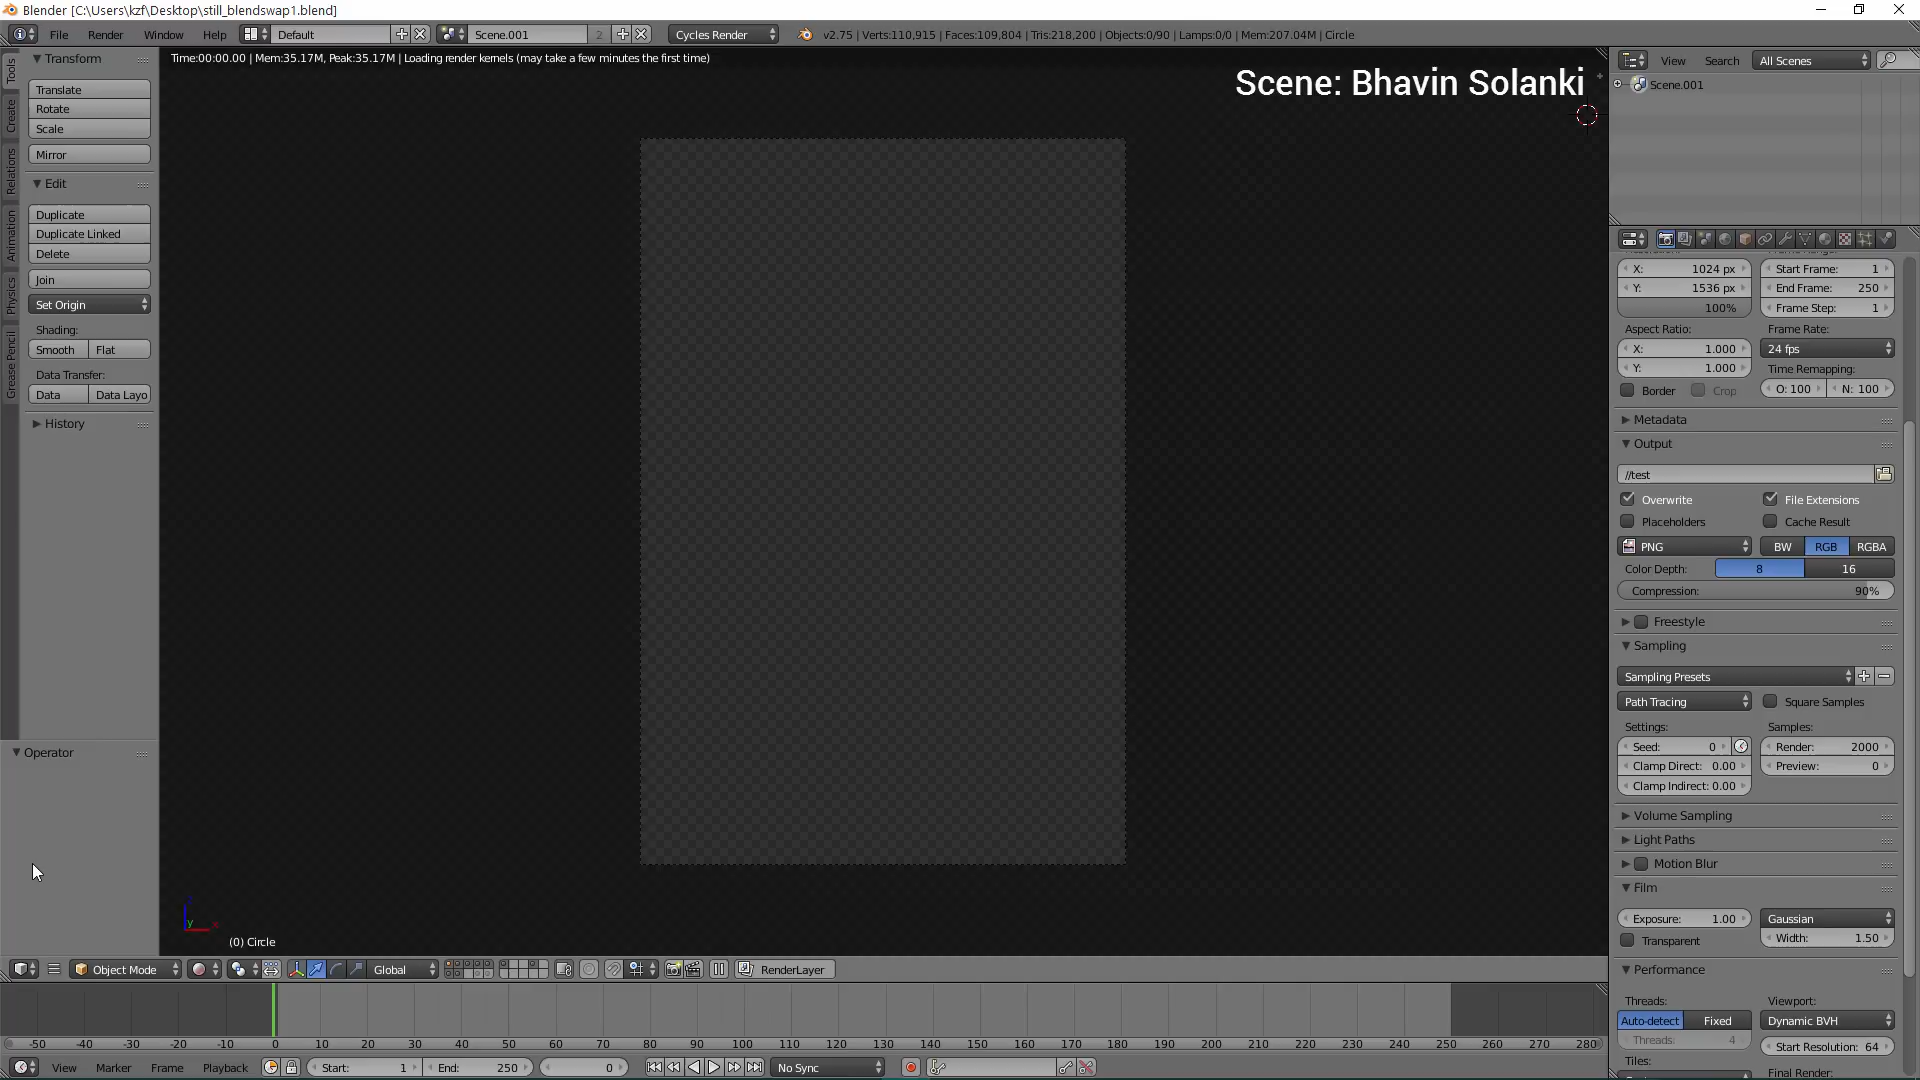 Blender [C:\Users\kzf\Desktop\still_blendswap1.blend]
File Render Window Help Default Scene.001 2 Cycles Render v2.75 | Verts:110,915 | Faces:109,804 | Tris:218,200 | Objects:0/90 | Lamps:0/0 | Mem:207.04M | Circle
Time:00:00.00 | Mem:35.17M, Peak:35.17M | Loading render kernels (may take a few minutes the first time)
Scene: Bhavin Solanki
Tools
Create
Relations
Animation
Physics
Grease Pencil
Transform
Translate
Rotate
Scale
Mirror
Edit
Duplicate
Duplicate Linked
Delete
Join
Set Origin
Shading:
Smooth Flat
Data Transfer:
Data Data Layo
History
Operator
y x
(0) Circle
Object Mode Global RenderLayer
-50 -40 -30 -20 -10 0 10 20 30 40 50 60 70 80 90 100 110 120 130 140 150 160 170 180 190 200 210 220 230 240 250 260 270 280
View Marker Frame Playback Start: 1 End: 250 0 No Sync
View Search All Scenes
Scene.001
X: 1024 px Start Frame: 1
Y: 1536 px End Frame: 250
100% Frame Step: 1
Aspect Ratio: Frame Rate:
X: 1.000 24 fps
Y: 1.000 Time Remapping:
Border Crop O: 100 N: 100
Metadata
Output
//test
Overwrite File Extensions
Placeholders Cache Result
PNG BW RGB RGBA
Color Depth: 8 16
Compression: 90%
Freestyle
Sampling
Sampling Presets
Path Tracing Square Samples
Settings: Samples:
Seed: 0 Render: 2000
Clamp Direct: 0.00 Preview: 0
Clamp Indirect: 0.00
Volume Sampling
Light Paths
Motion Blur
Film
Exposure: 1.00 Gaussian
Transparent Width: 1.50
Performance
Threads: Viewport:
Auto-detect Fixed Dynamic BVH
Threads: 4 Start Resolution: 64
Tiles: Final Render: